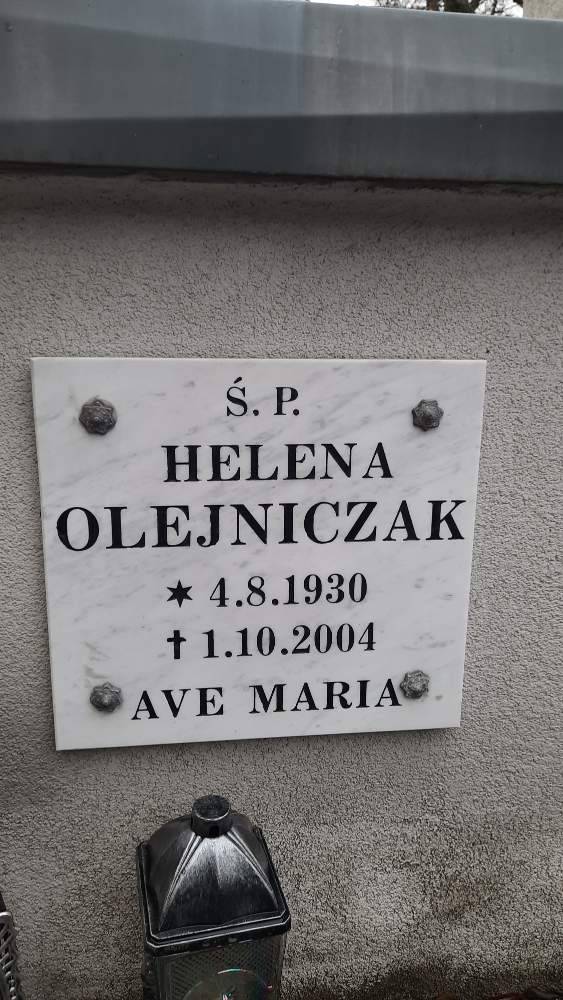 Ś. P.
HELENA
OLEJNICZAK
✶ 4.8.1930
✝ 1.10.2004
AVE MARIA